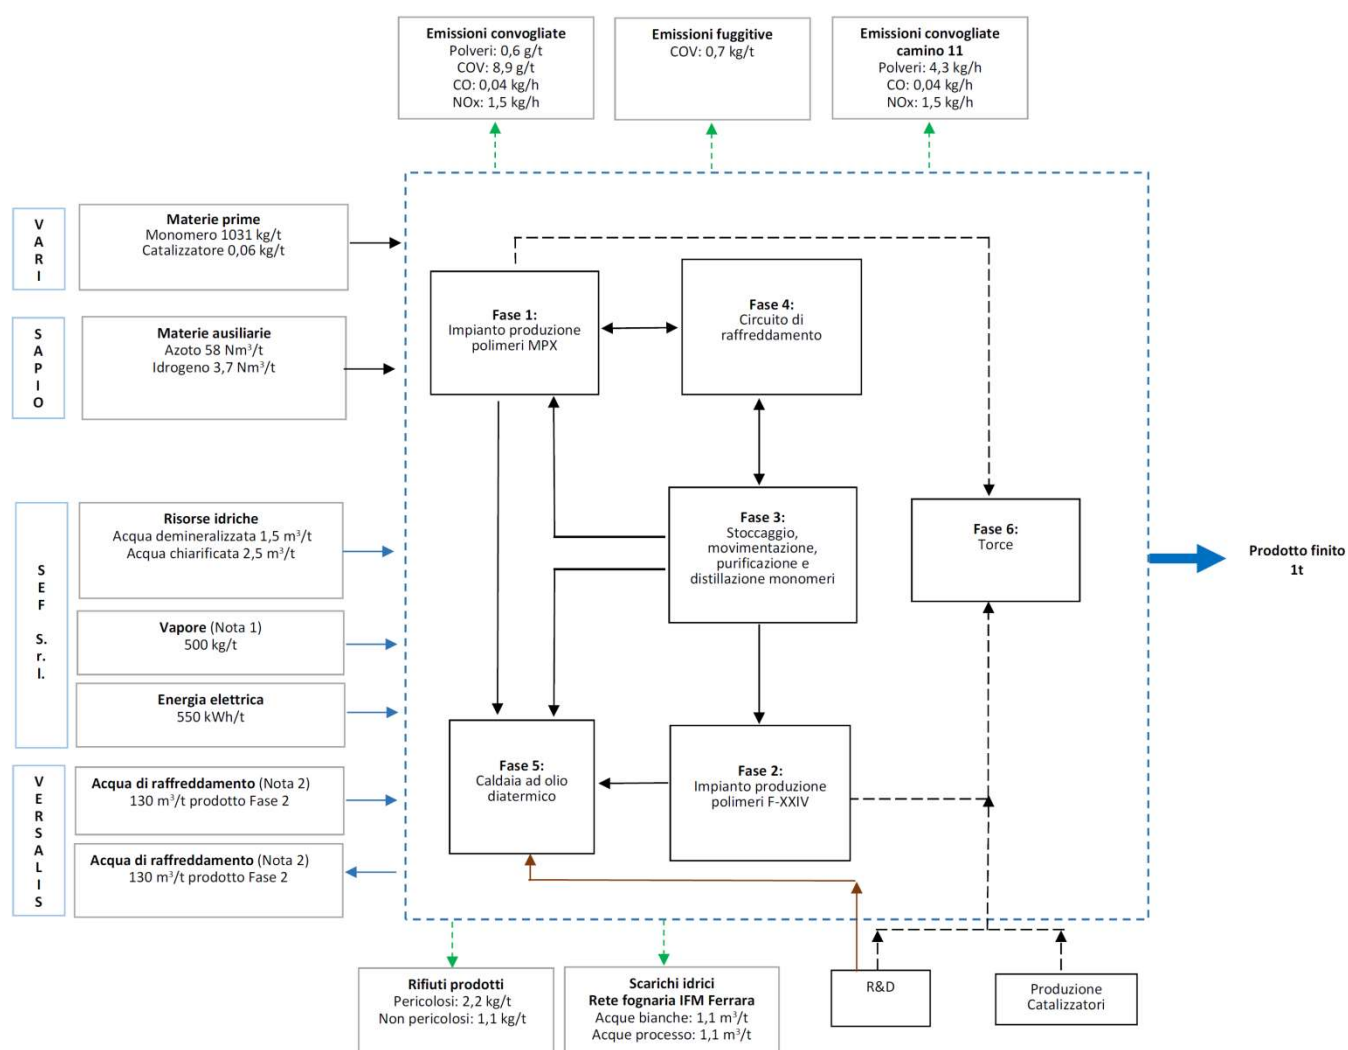 Emissioni convogliate
Polveri: 0,6 g/t
COV: 8,9 g/t
CO: 0,04 kg/h
NOx: 1,5 kg/h
Emissioni fuggitive
COV: 0,7 kg/t
Emissioni convogliate
camino 11
Polveri: 4,3 kg/h
CO: 0,04 kg/h
NOx: 1,5 kg/h
VARI
Materie prime
Monomero 1031 kg/t
Catalizzatore 0,06 kg/t
SAPIO
Materie ausiliarie
Azoto 58 Nm³/t
Idrogeno 3,7 Nm³/t
Fase 1:
Impianto produzione
polimeri MPX
Fase 4:
Circuito di
raffreddamento
SEF S.r.l.
Risorse idriche
Acqua demineralizzata 1,5 m³/t
Acqua chiarificata 2,5 m³/t
Vapore (Nota 1)
500 kg/t
Energia elettrica
550 kWh/t
Fase 3:
Stoccaggio,
movimentazione,
purificazione e
distillazione monomeri
Fase 6:
Torce
Prodotto finito
1t
VERSALIS
Acqua di raffreddamento (Nota 2)
130 m³/t prodotto Fase 2
Acqua di raffreddamento (Nota 2)
130 m³/t prodotto Fase 2
Fase 5:
Caldaia ad olio
diatermico
Fase 2:
Impianto produzione
polimeri F-XXIV
Rifiuti prodotti
Pericolosi: 2,2 kg/t
Non pericolosi: 1,1 kg/t
Scarichi idrici
Rete fognaria IFM Ferrara
Acque bianche: 1,1 m³/t
Acque processo: 1,1 m³/t
R&D
Produzione
Catalizzatori